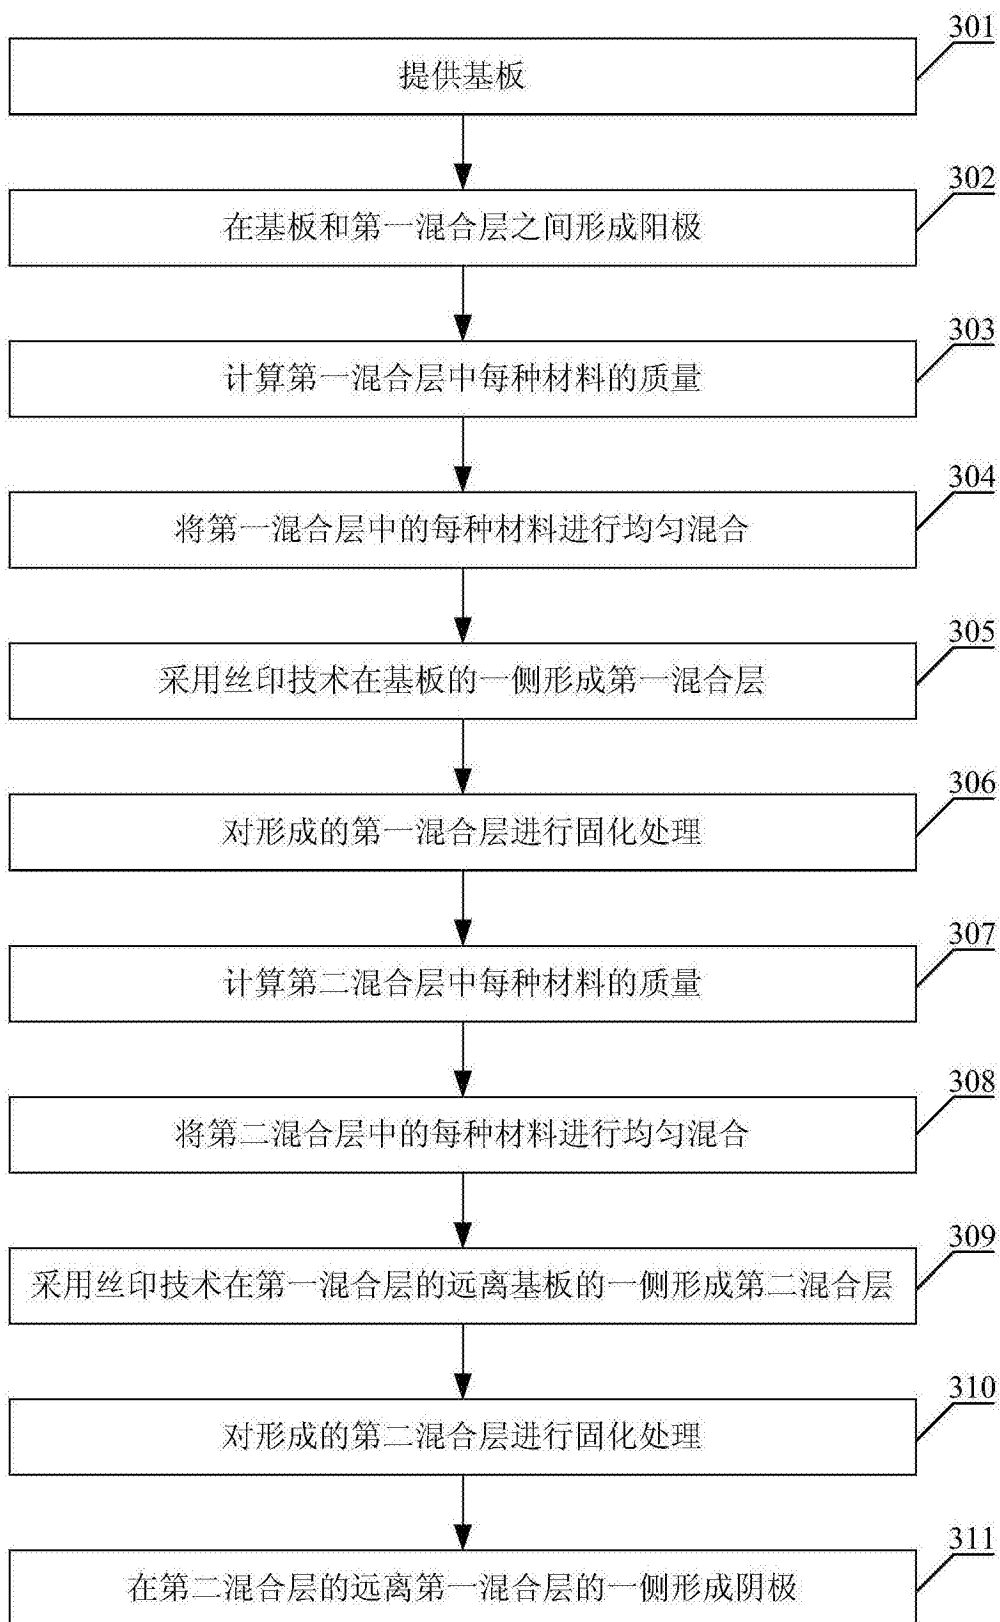 301
提供基板
302
在基板和第一混合层之间形成阳极
303
计算第一混合层中每种材料的质量
304
将第一混合层中的每种材料进行均匀混合
305
采用丝印技术在基板的一侧形成第一混合层
306
对形成的第一混合层进行固化处理
307
计算第二混合层中每种材料的质量
308
将第二混合层中的每种材料进行均匀混合
309
采用丝印技术在第一混合层的远离基板的一侧形成第二混合层
310
对形成的第二混合层进行固化处理
311
在第二混合层的远离第一混合层的一侧形成阴极